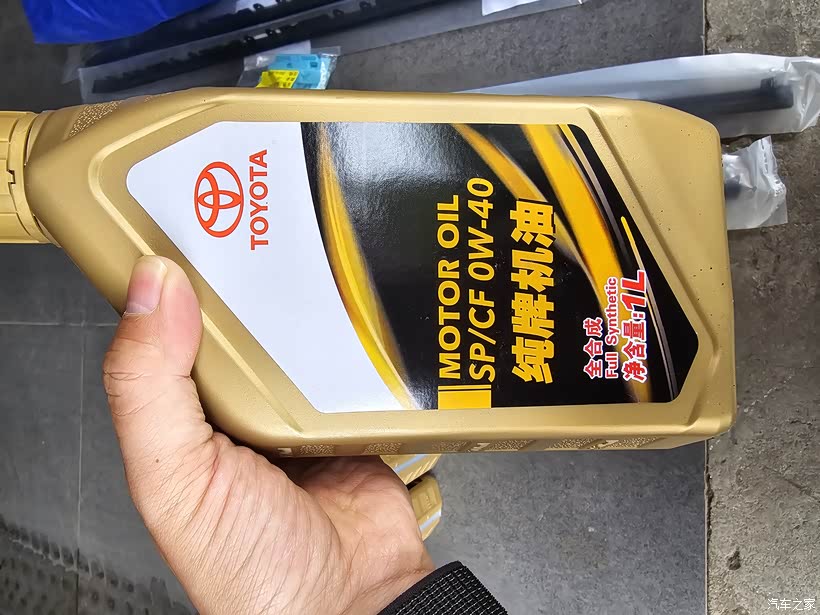 TOYOTA
MOTOR OIL
SP/CF 0W-40
纯牌机油
全合成
Full Synthetic
净含量:1L
汽车之家